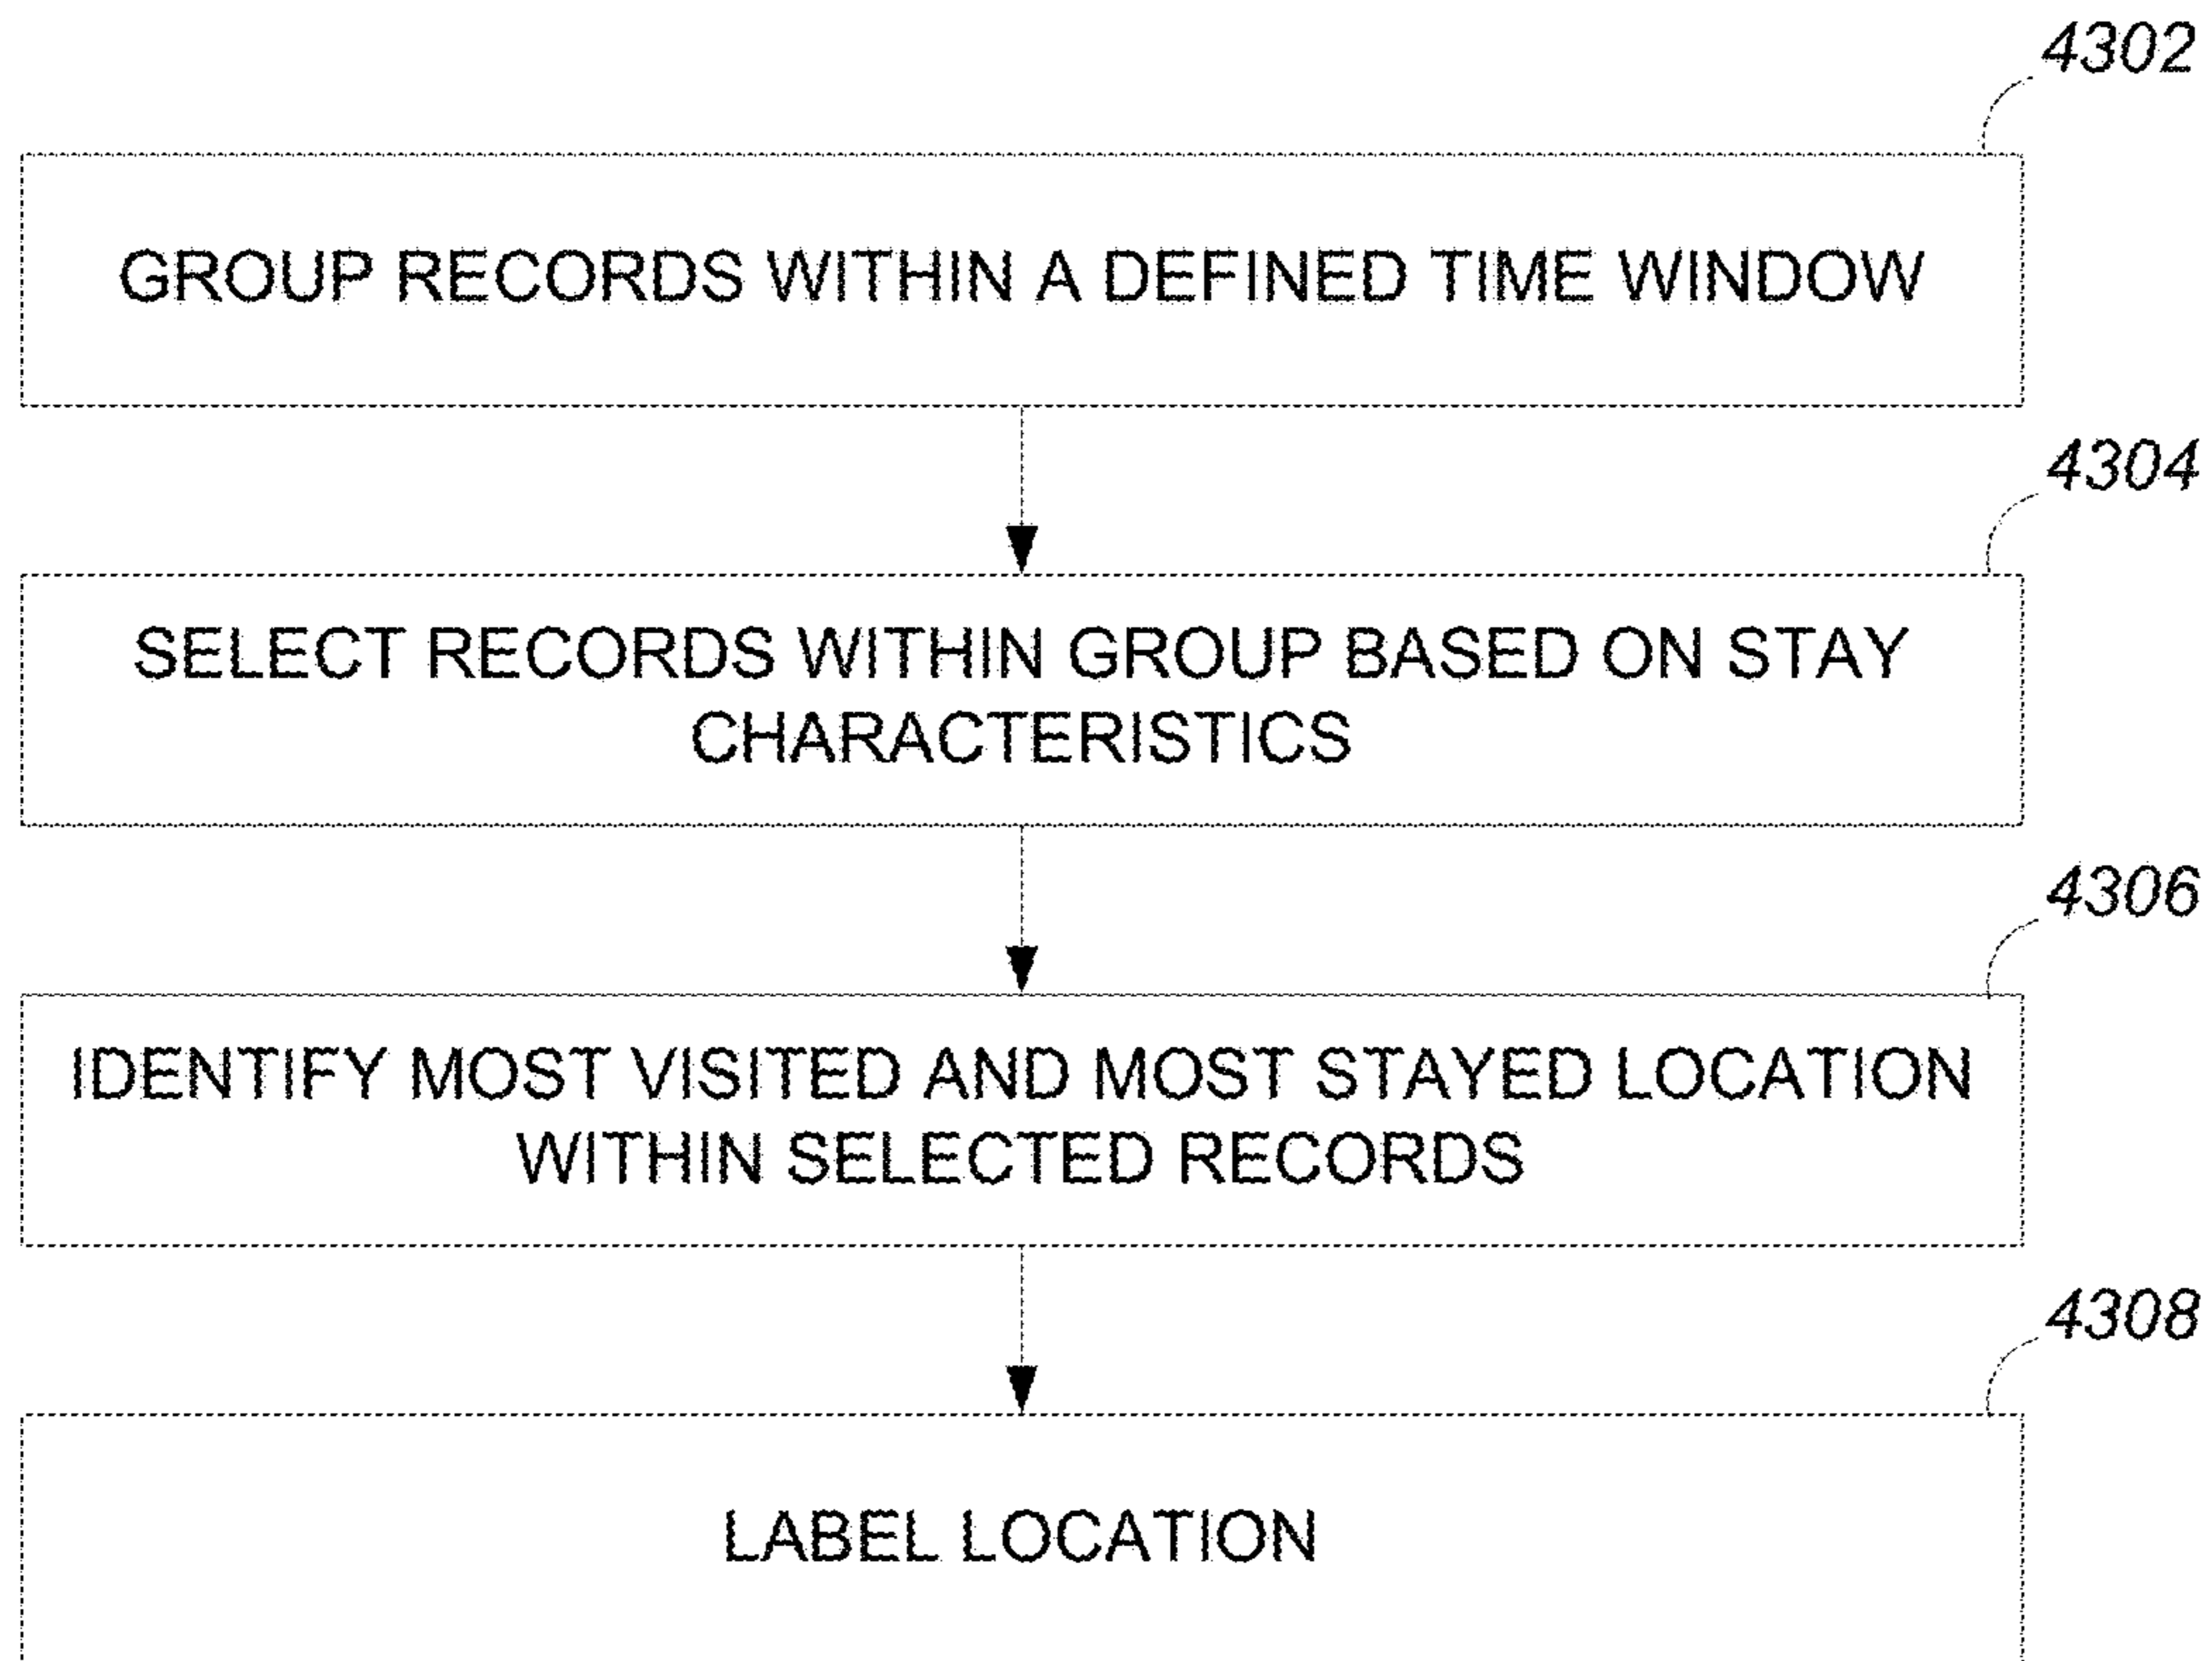 4302
GROUP RECORDS WITHIN A DEFINED TIME WINDOW
4304
SELECT RECORDS WITHIN GROUP BASED ON STAY
CHARACTERISTICS
4306
IDENTIFY MOST VISITED AND MOST STAYED LOCATION
WITHIN SELECTED RECORDS
4308
LABEL LOCATION